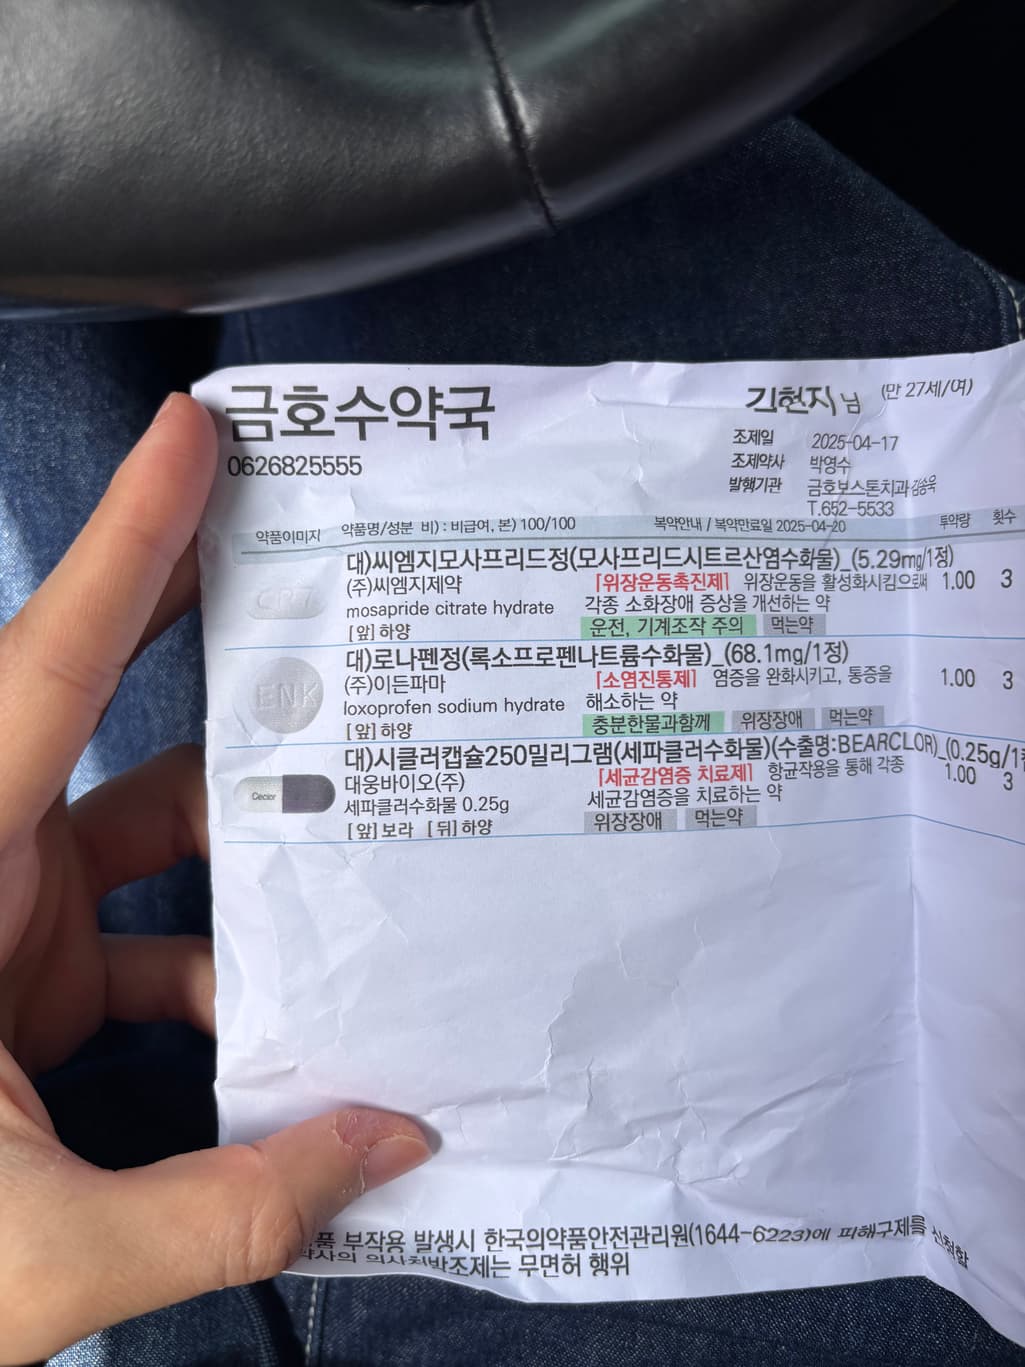 금호수약국
0626825555
김현지님 (만 27세/여)
조제일 2025-04-17
조제약사 박영수
발행기관 금호보스톤치과
T.652-5533
약품이미지 약품명/성분 비) : 비급여, 본) 100/100 복약안내 / 복약만료일 2025-04-20 투약량 횟수
대)씨엠지모사프리드정(모사프리드시트르산염수화물)_(5.29mg/1정)
(주)씨엠지제약 [위장운동촉진제] 위장운동을 활성화시킴으로써 1.00 3
mosapride citrate hydrate 각종 소화장애 증상을 개선하는 약
[앞] 하양 운전, 기계조작 주의 먹는약
대)로나펜정(록소프로펜나트륨수화물)_(68.1mg/1정)
ENK (주)이든파마 [소염진통제] 염증을 완화시키고, 통증을 1.00 3
loxoprofen sodium hydrate 해소하는 약
[앞] 하양 충분한물과함께 위장장애 먹는약
대)시클러캡슐250밀리그램(세파클러수화물)(수출명:BEARCLOR)_(0.25g/1
대웅바이오(주) [세균감염증 치료제] 항균작용을 통해 각종 1.00 3
세파클러수화물 0.25g 세균감염증을 치료하는 약
[앞] 보라 [뒤] 하양 위장장애 먹는약
부작용 발생시 한국의약품안전관리원(1644-6223)에 피해구제를 신청함
의사처방조제는 무면허 행위